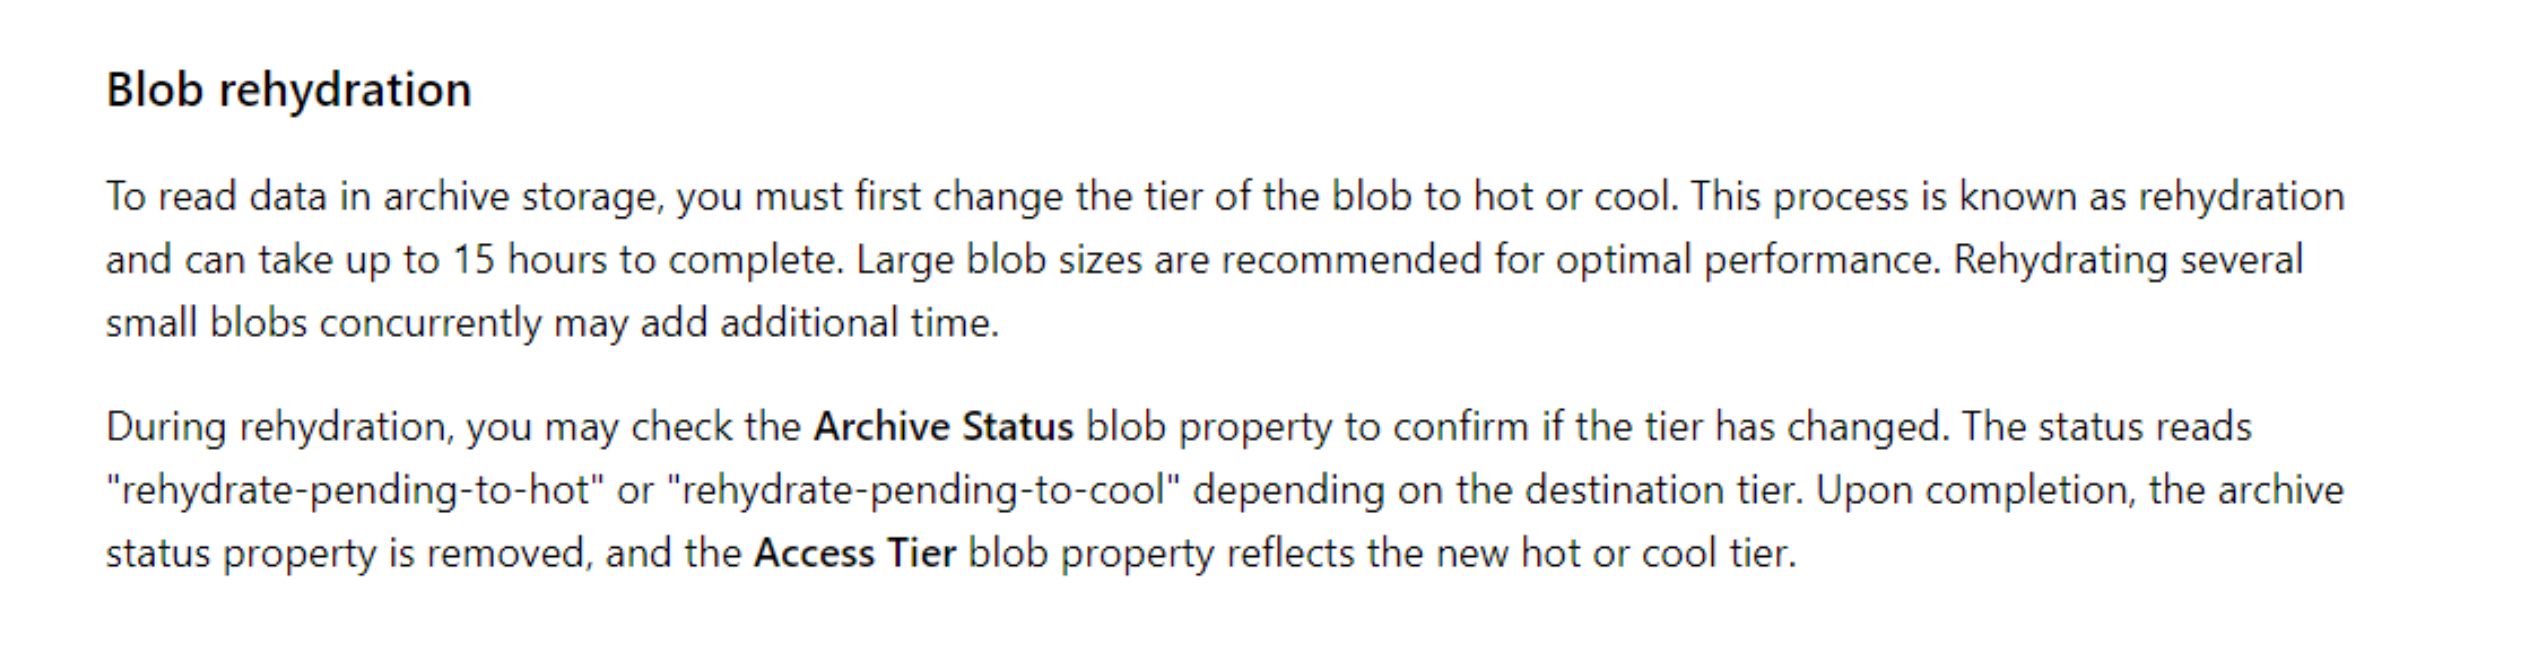 Blob rehydration
To read data in archive storage, you must first change the tier of the blob to hot or cool. This process is known as rehydration
and can take up to 15 hours to complete. Large blob sizes are recommended for optimal performance. Rehydrating several
small blobs concurrently may add additional time.
During rehydration, you may check the Archive Status blob property to confirm if the tier has changed. The status reads
"rehydrate-pending-to-hot" or "rehydrate-pending-to-cool" depending on the destination tier. Upon completion, the archive
status property is removed, and the Access Tier blob property reflects the new hot or cool tier.